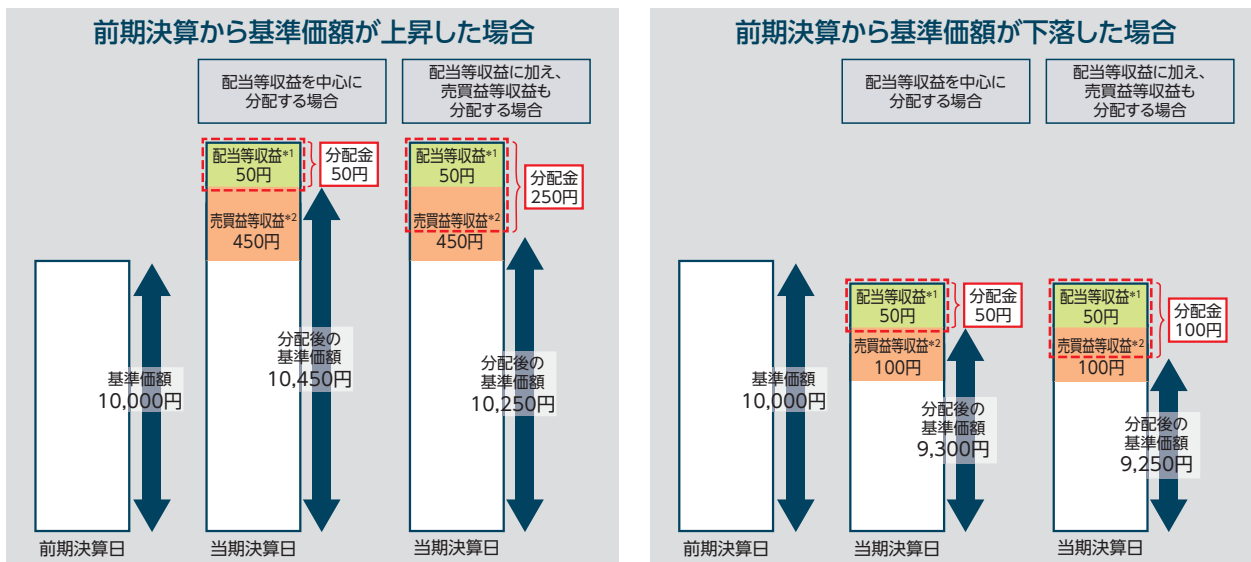 前期決算から基準価額が上昇した場合
配当等収益を中心に
分配する場合
配当等収益に加え、
売買益等収益も
分配する場合
配当等収益*1
50円
分配金
50円
売買益等収益*2
450円
配当等収益*1
50円
分配金
250円
売買益等収益*2
450円
基準価額
10,000円
分配後の
基準価額
10,450円
分配後の
基準価額
10,250円
前期決算日
当期決算日
当期決算日
前期決算から基準価額が下落した場合
配当等収益を中心に
分配する場合
配当等収益に加え、
売買益等収益も
分配する場合
配当等収益*1
50円
分配金
50円
売買益等収益*2
100円
配当等収益*1
50円
分配金
100円
売買益等収益*2
100円
基準価額
10,000円
分配後の
基準価額
9,300円
分配後の
基準価額
9,250円
前期決算日
当期決算日
当期決算日